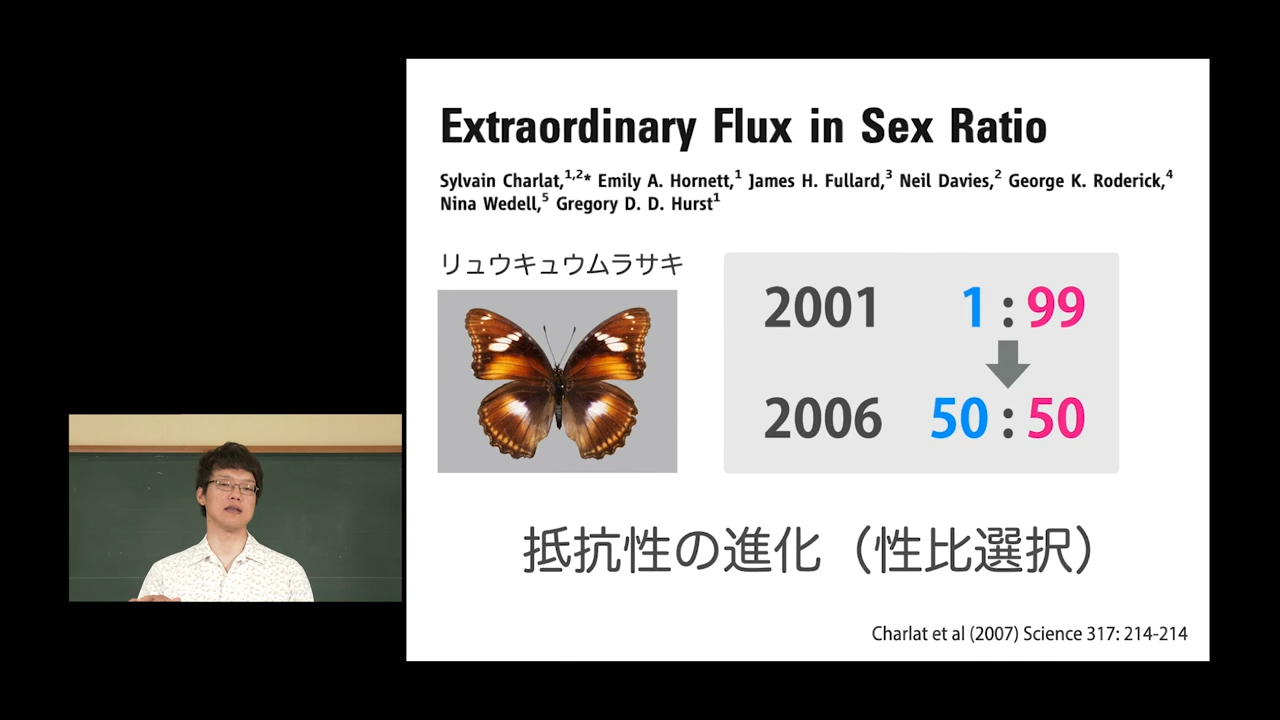 Extraordinary Flux in Sex Ratio
Sylvain Charlat,1,2* Emily A. Hornett,1 James H. Fullard,3 Neil Davies,2 George K. Roderick,4
Nina Wedell,5 Gregory D. D. Hurst1
リュウキュウムラサキ
2001 1 : 99
2006 50 : 50
抵抗性の進化（性比選択）
Charlat et al (2007) Science 317: 214-214